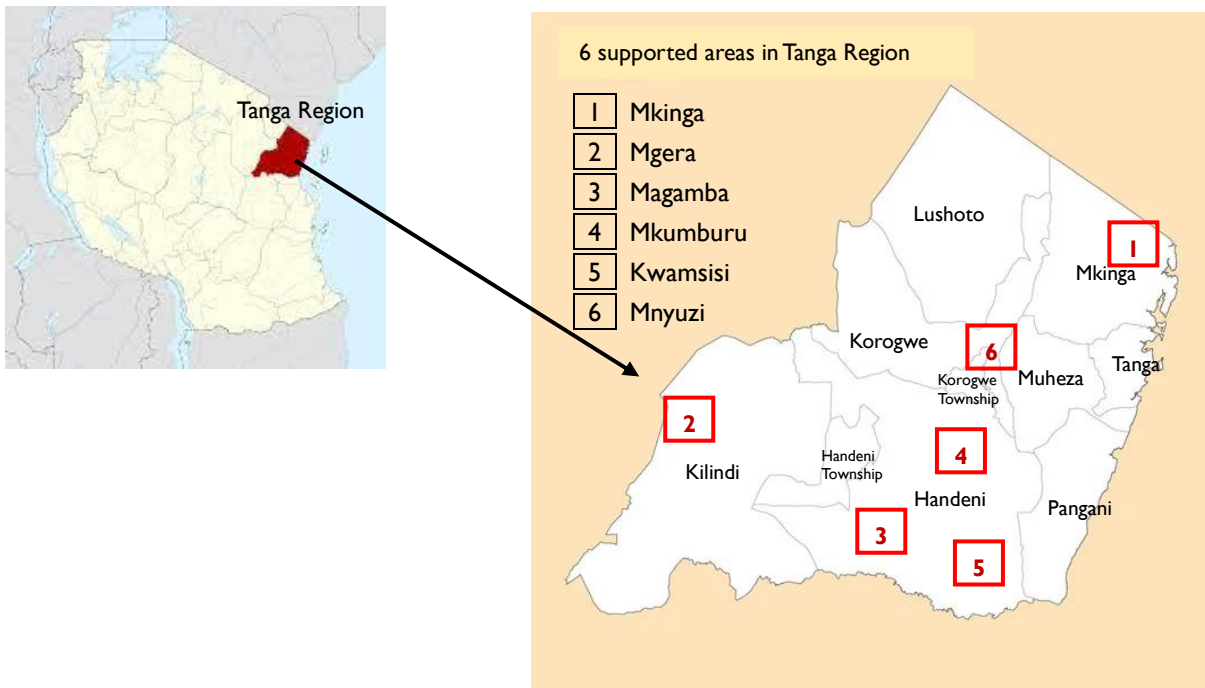 Tanga Region
6 supported areas in Tanga Region
1 Mkinga
2 Mgera
3 Magamba
4 Mkumburu
5 Kwamsisi
6 Mnyuzi
Lushoto
1
Mkinga
Korogwe
6
Korogwe
Township
Muheza
Tanga
2
Kilindi
Handeni
Township
4
Handeni
Pangani
3
5